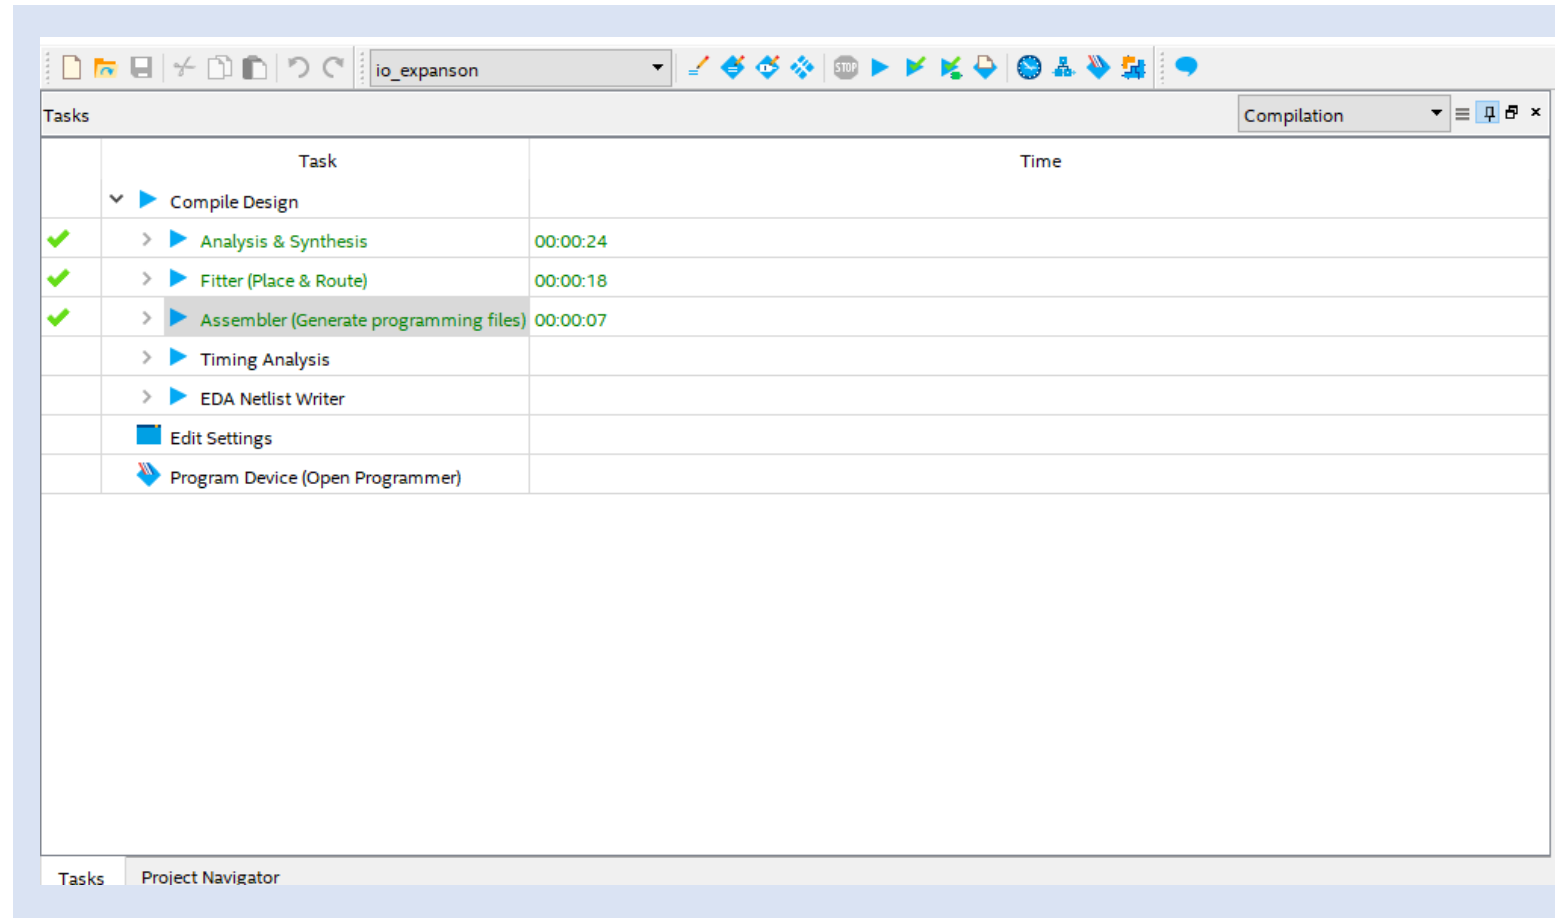 io_expanson
STOP
Tasks
Compilation
Task Time
Compile Design
Analysis & Synthesis 00:00:24
Fitter (Place & Route) 00:00:18
Assembler (Generate programming files) 00:00:07
Timing Analysis
EDA Netlist Writer
Edit Settings
Program Device (Open Programmer)
Tasks Project Navigator